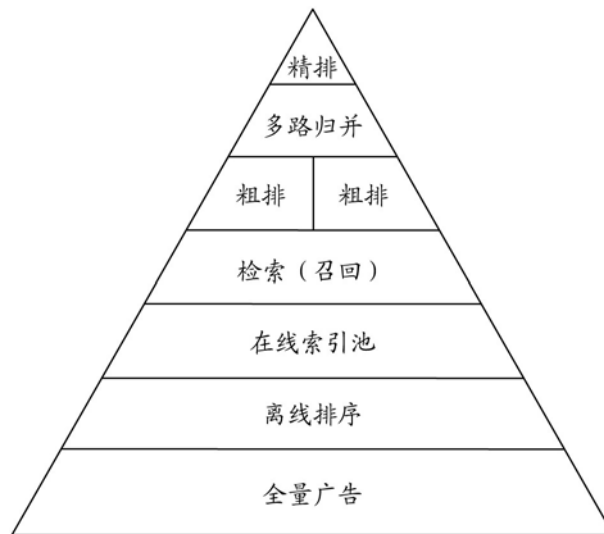 精排
多路归并
粗排 粗排
检索（召回）
在线索引池
离线排序
全量广告